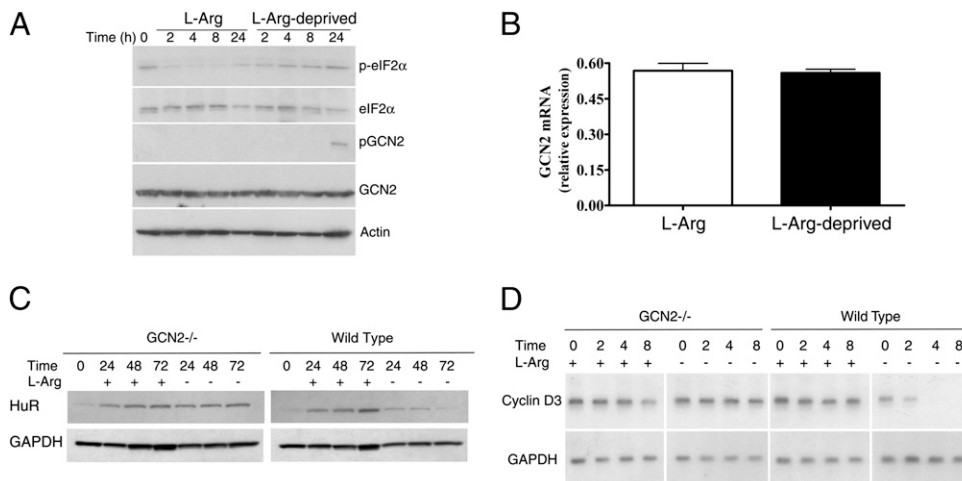 A
L-Arg L-Arg-deprived
Time (h) 0 2 4 8 24 2 4 8 24
p-eIF2α
eIF2α
pGCN2
GCN2
Actin
B
GCN2 mRNA
(relative expression)
0.60
0.45
0.30
0.15
0.00
L-Arg L-Arg-deprived
C
GCN2-/- Wild Type
Time 0 24 48 72 24 48 72 0 24 48 72 24 48 72
L-Arg + + + - - - + + + - - -
HuR
GAPDH
D
GCN2-/- Wild Type
Time 0 2 4 8 0 2 4 8 0 2 4 8 0 2 4 8
L-Arg + + + + - - - - + + + + - - - -
Cyclin D3
GAPDH